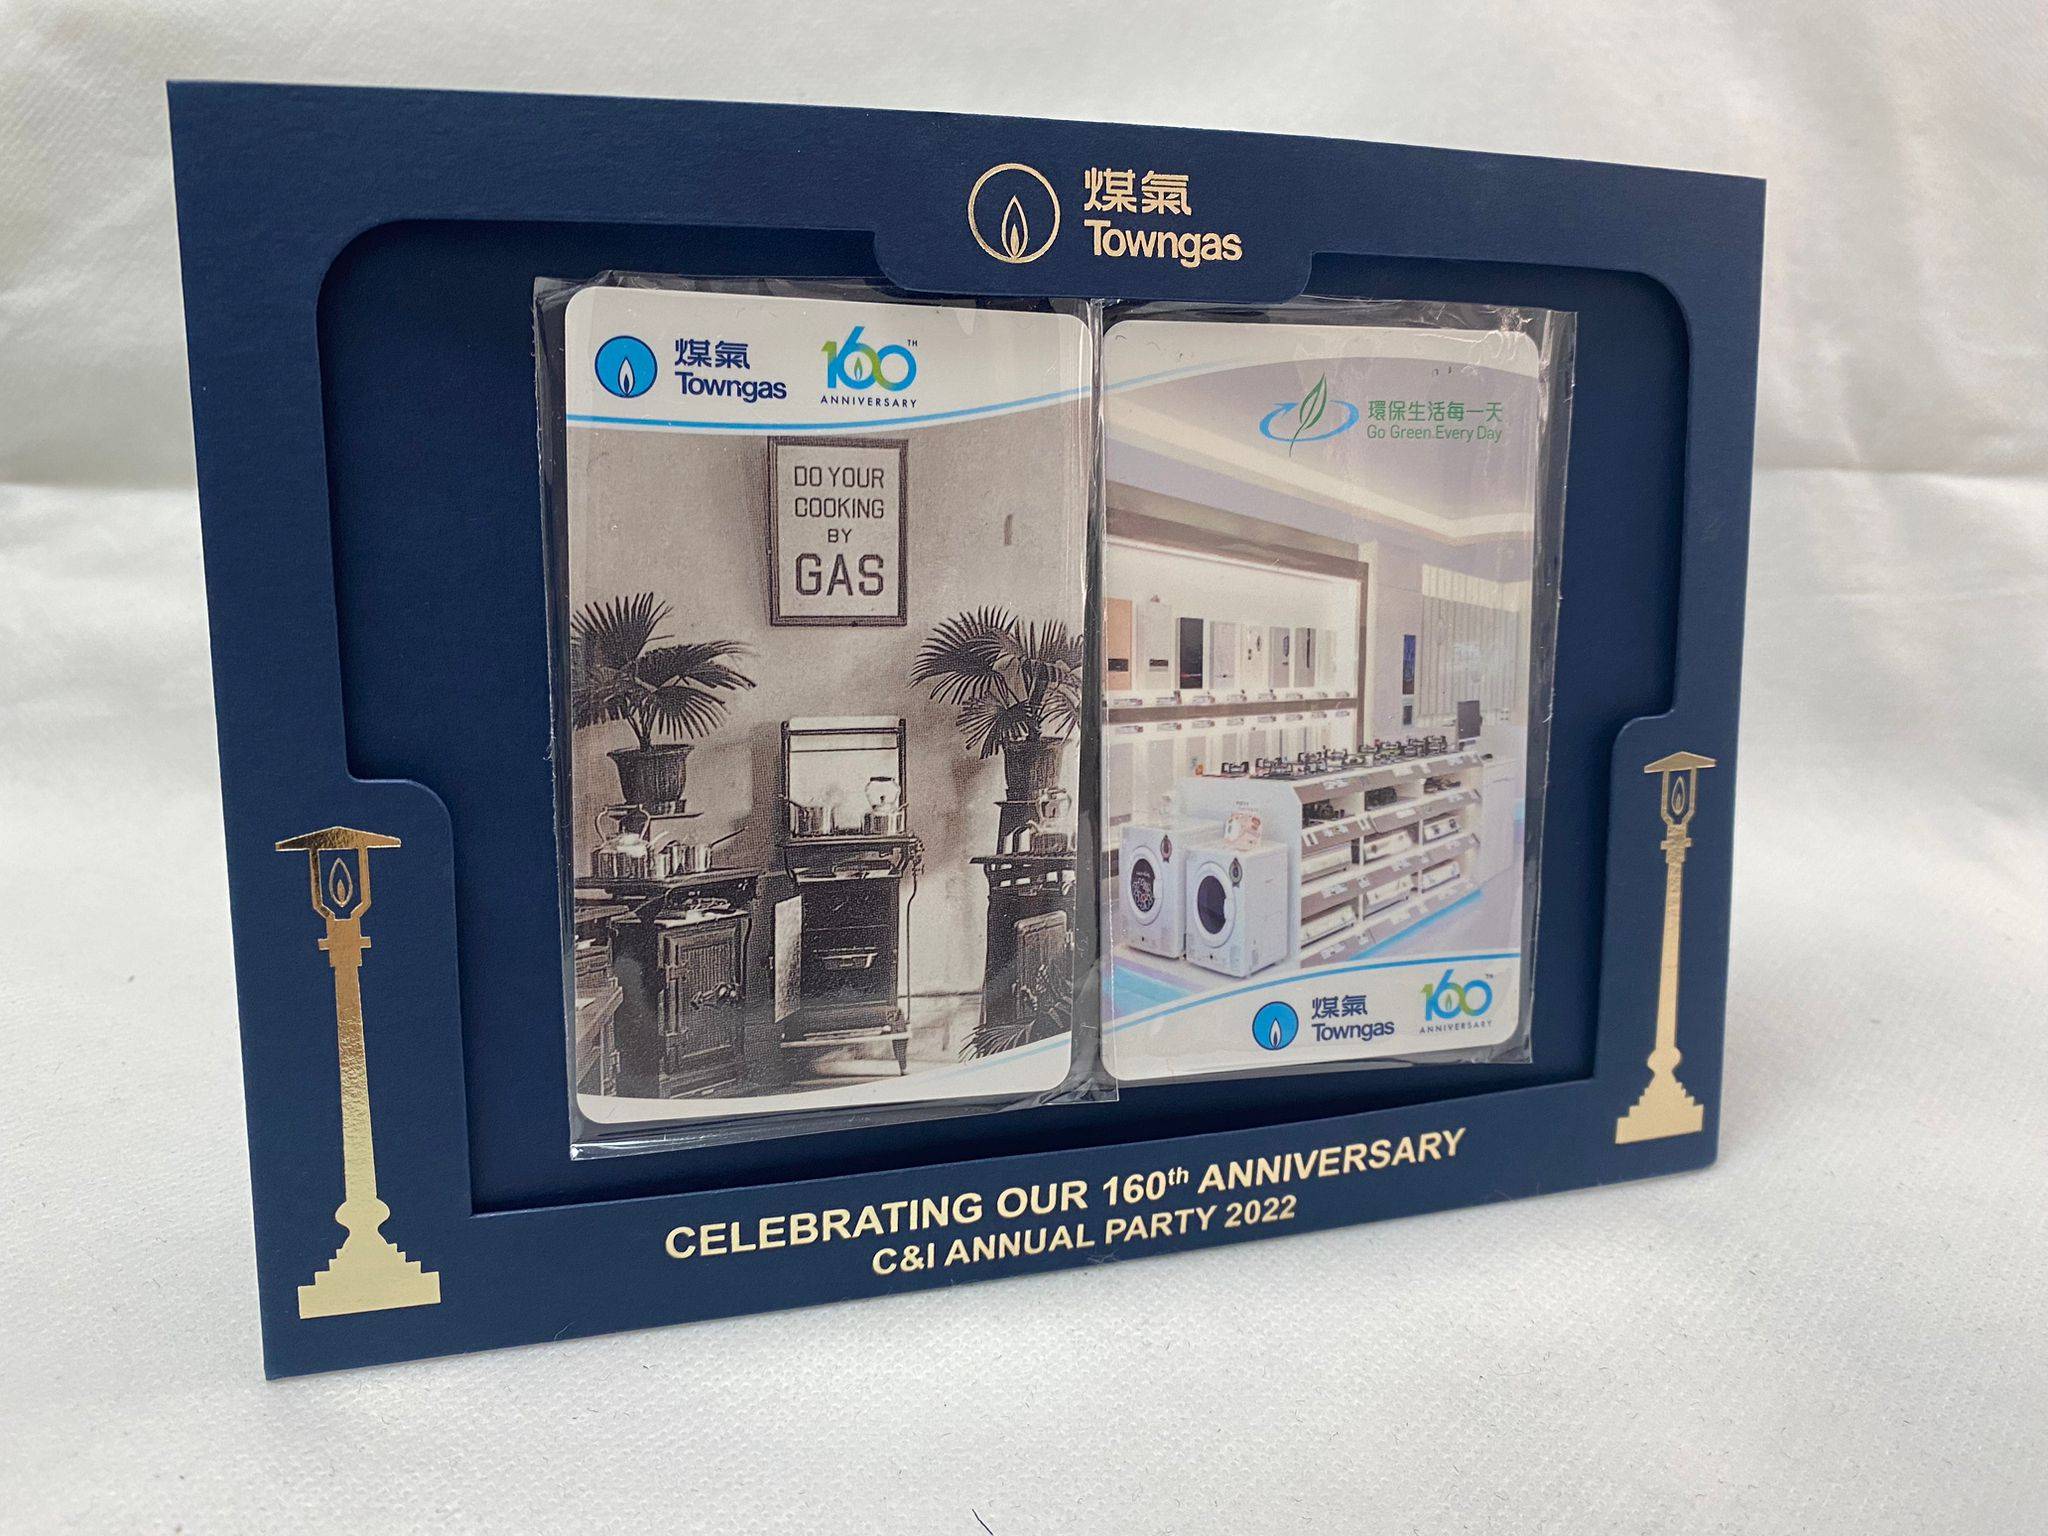 煤氣
Towngas
煤氣
Towngas
160TH
ANNIVERSARY
DO YOUR
COOKING
BY
GAS
環保生活每一天
Go Green Every Day
煤氣
Towngas
160TH
ANNIVERSARY
CELEBRATING OUR 160th ANNIVERSARY
C&I ANNUAL PARTY 2022